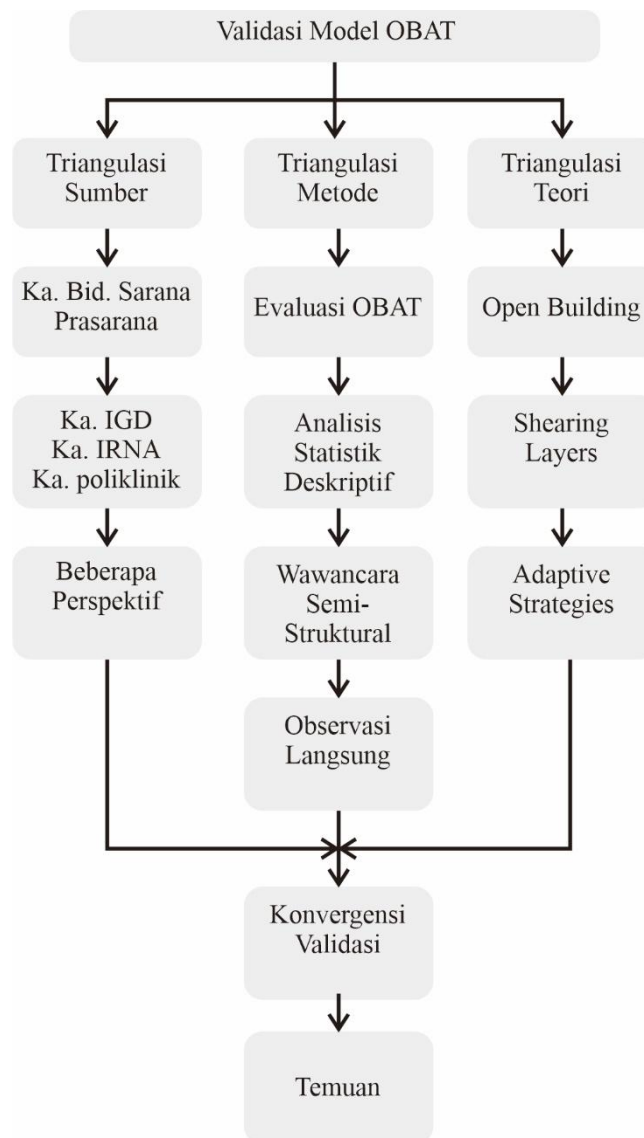 Validasi Model OBAT
Triangulasi
Sumber
Triangulasi
Metode
Triangulasi
Teori
Ka. Bid. Sarana
Prasarana
Evaluasi OBAT
Open Building
Ka. IGD
Ka. IRNA
Ka. poliklinik
Analisis
Statistik
Deskriptif
Shearing
Layers
Beberapa
Perspektif
Wawancara
Semi-
Struktural
Adaptive
Strategies
Observasi
Langsung
Konvergensi
Validasi
Temuan